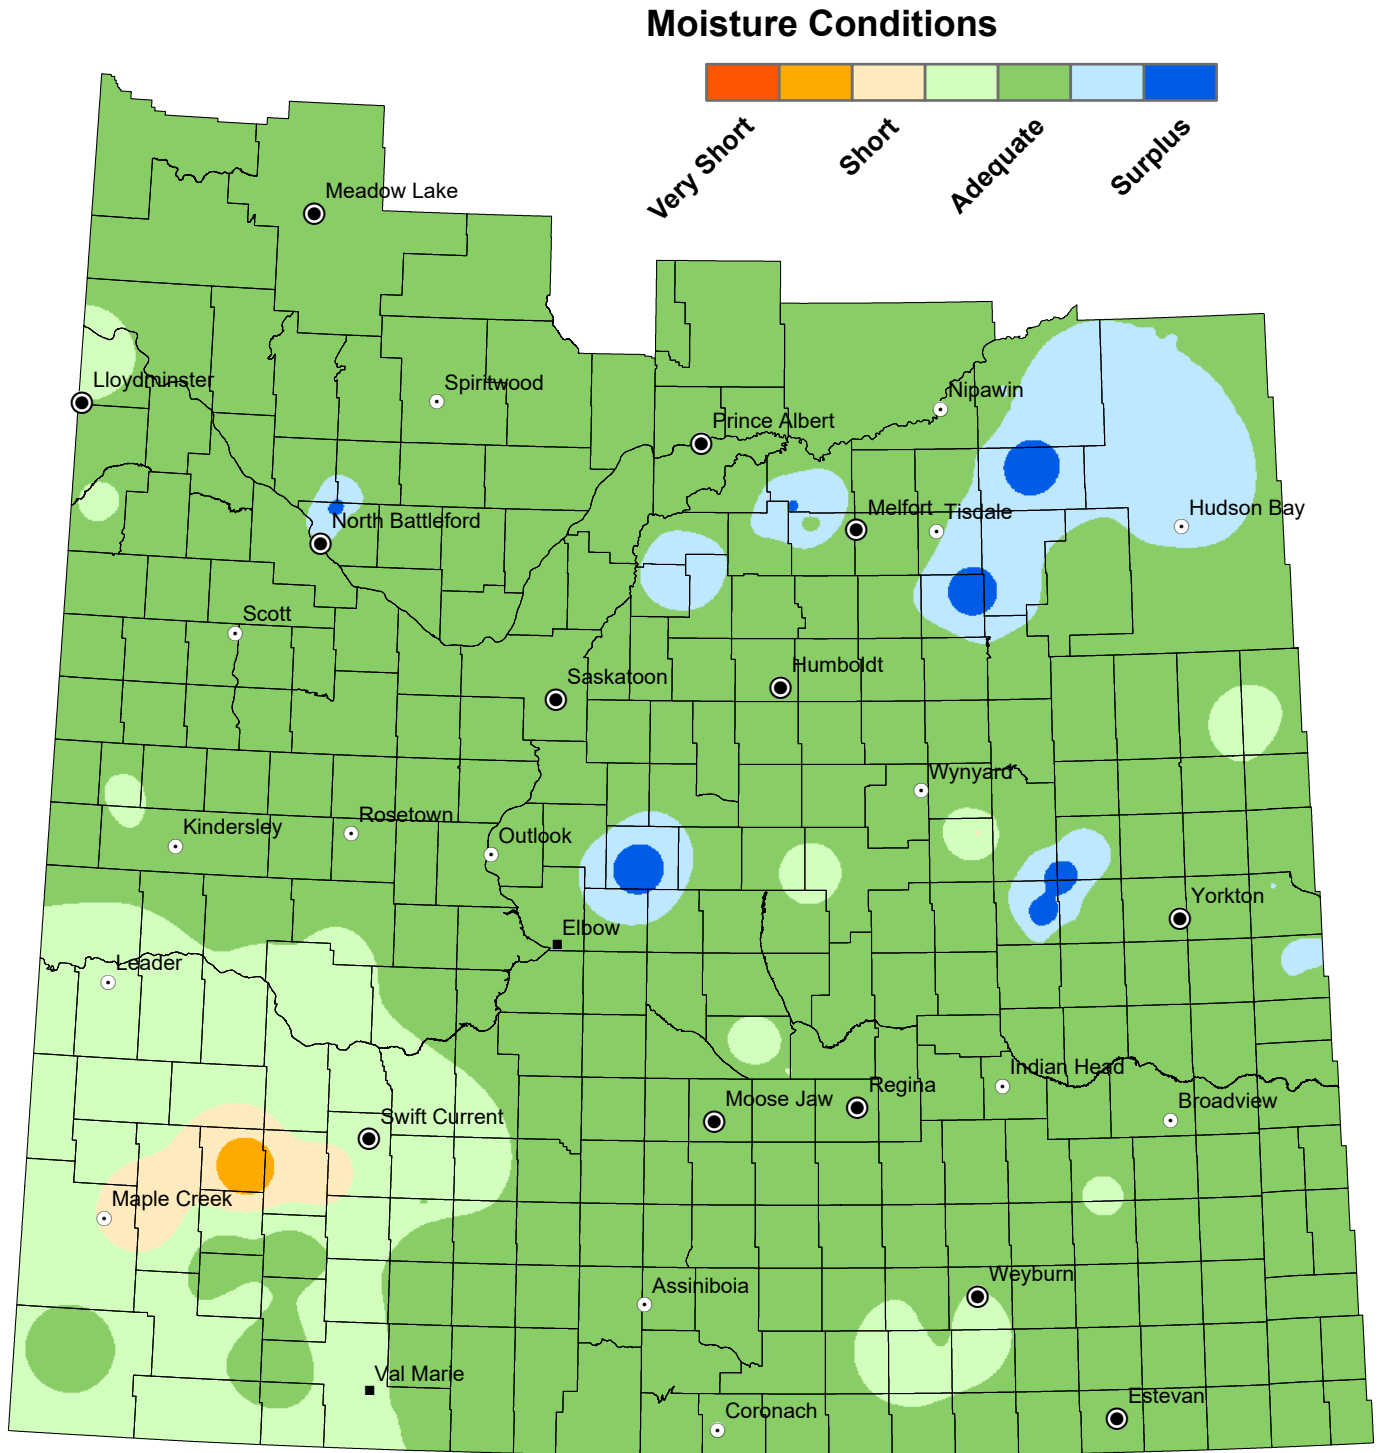 Moisture Conditions
Very Short
Short
Adequate
Surplus
Meadow Lake
Lloydminster
Spiritwood
Nipawin
Prince Albert
Melfort
Tisdale
Hudson Bay
North Battleford
Scott
Saskatoon
Humboldt
Wynyard
Rosetown
Kindersley
Outlook
Yorkton
Elbow
Leader
Indian Head
Regina
Moose Jaw
Broadview
Swift Current
Maple Creek
Weyburn
Assiniboia
Val Marie
Estevan
Coronach